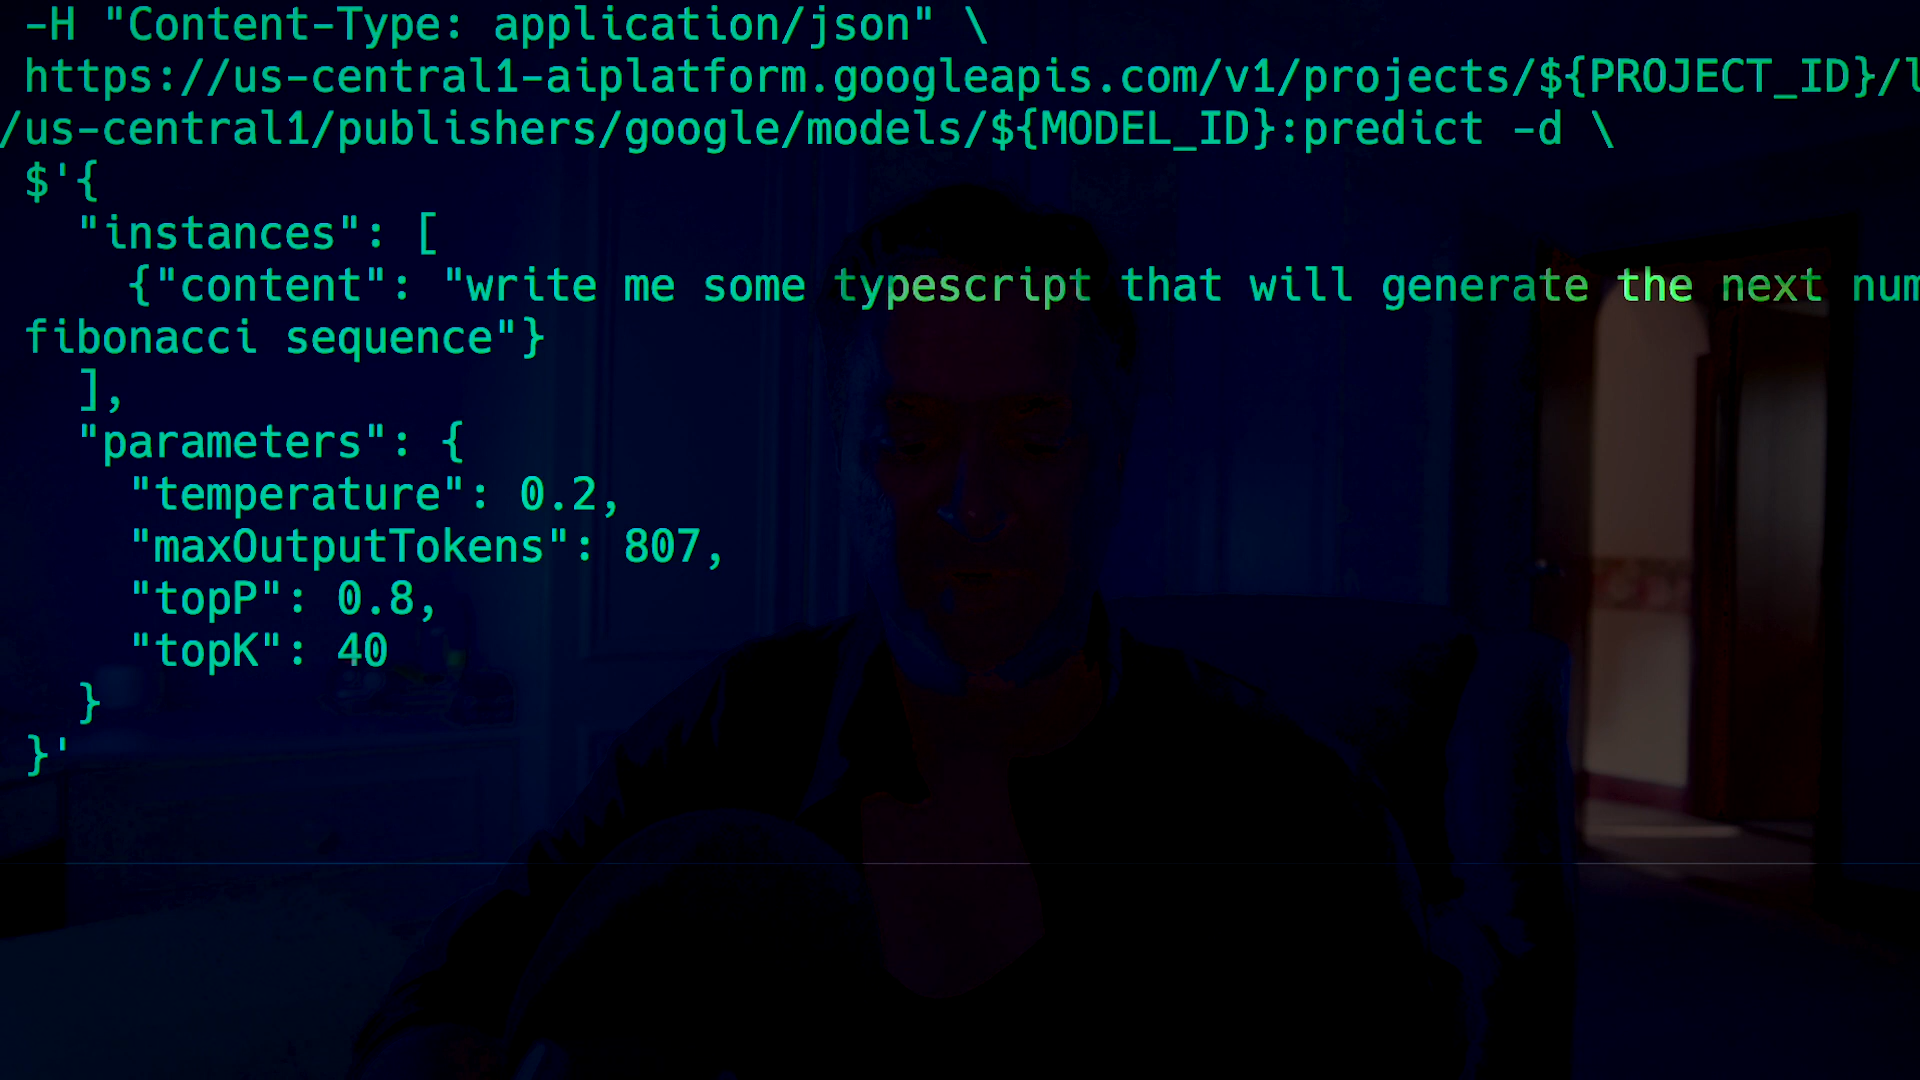 -H "Content-Type: application/json" \
https://us-central1-aiplatform.googleapis.com/v1/projects/${PROJECT_ID}/l
/us-central1/publishers/google/models/${MODEL_ID}:predict -d \
$'{
"instances": [
{"content": "write me some typescript that will generate the next num
fibonacci sequence"}
],
"parameters": {
"temperature": 0.2,
"maxOutputTokens": 807,
"topP": 0.8,
"topK": 40
}
}'